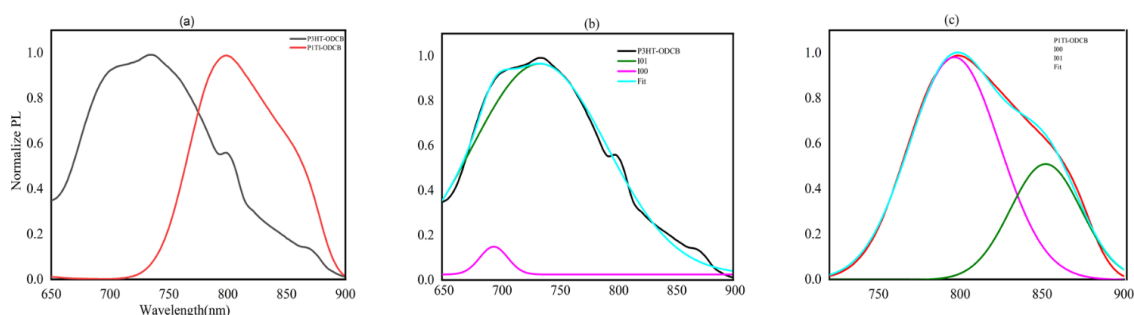 (a)
P3HT-ODCB
P1TI-ODCB
1.0
0.8
0.6
0.4
0.2
0.0
Normalize PL
650 700 750 800 850 900
Wavelength(nm)
(b)
P3HT-ODCB
I01
I00
Fit
1.0
0.8
0.6
0.4
0.2
0.0
650 700 750 800 850 900
(c)
P1TI-ODCB
I00
I01
Fit
1.0
0.8
0.6
0.4
0.2
0.0
750 800 850 900